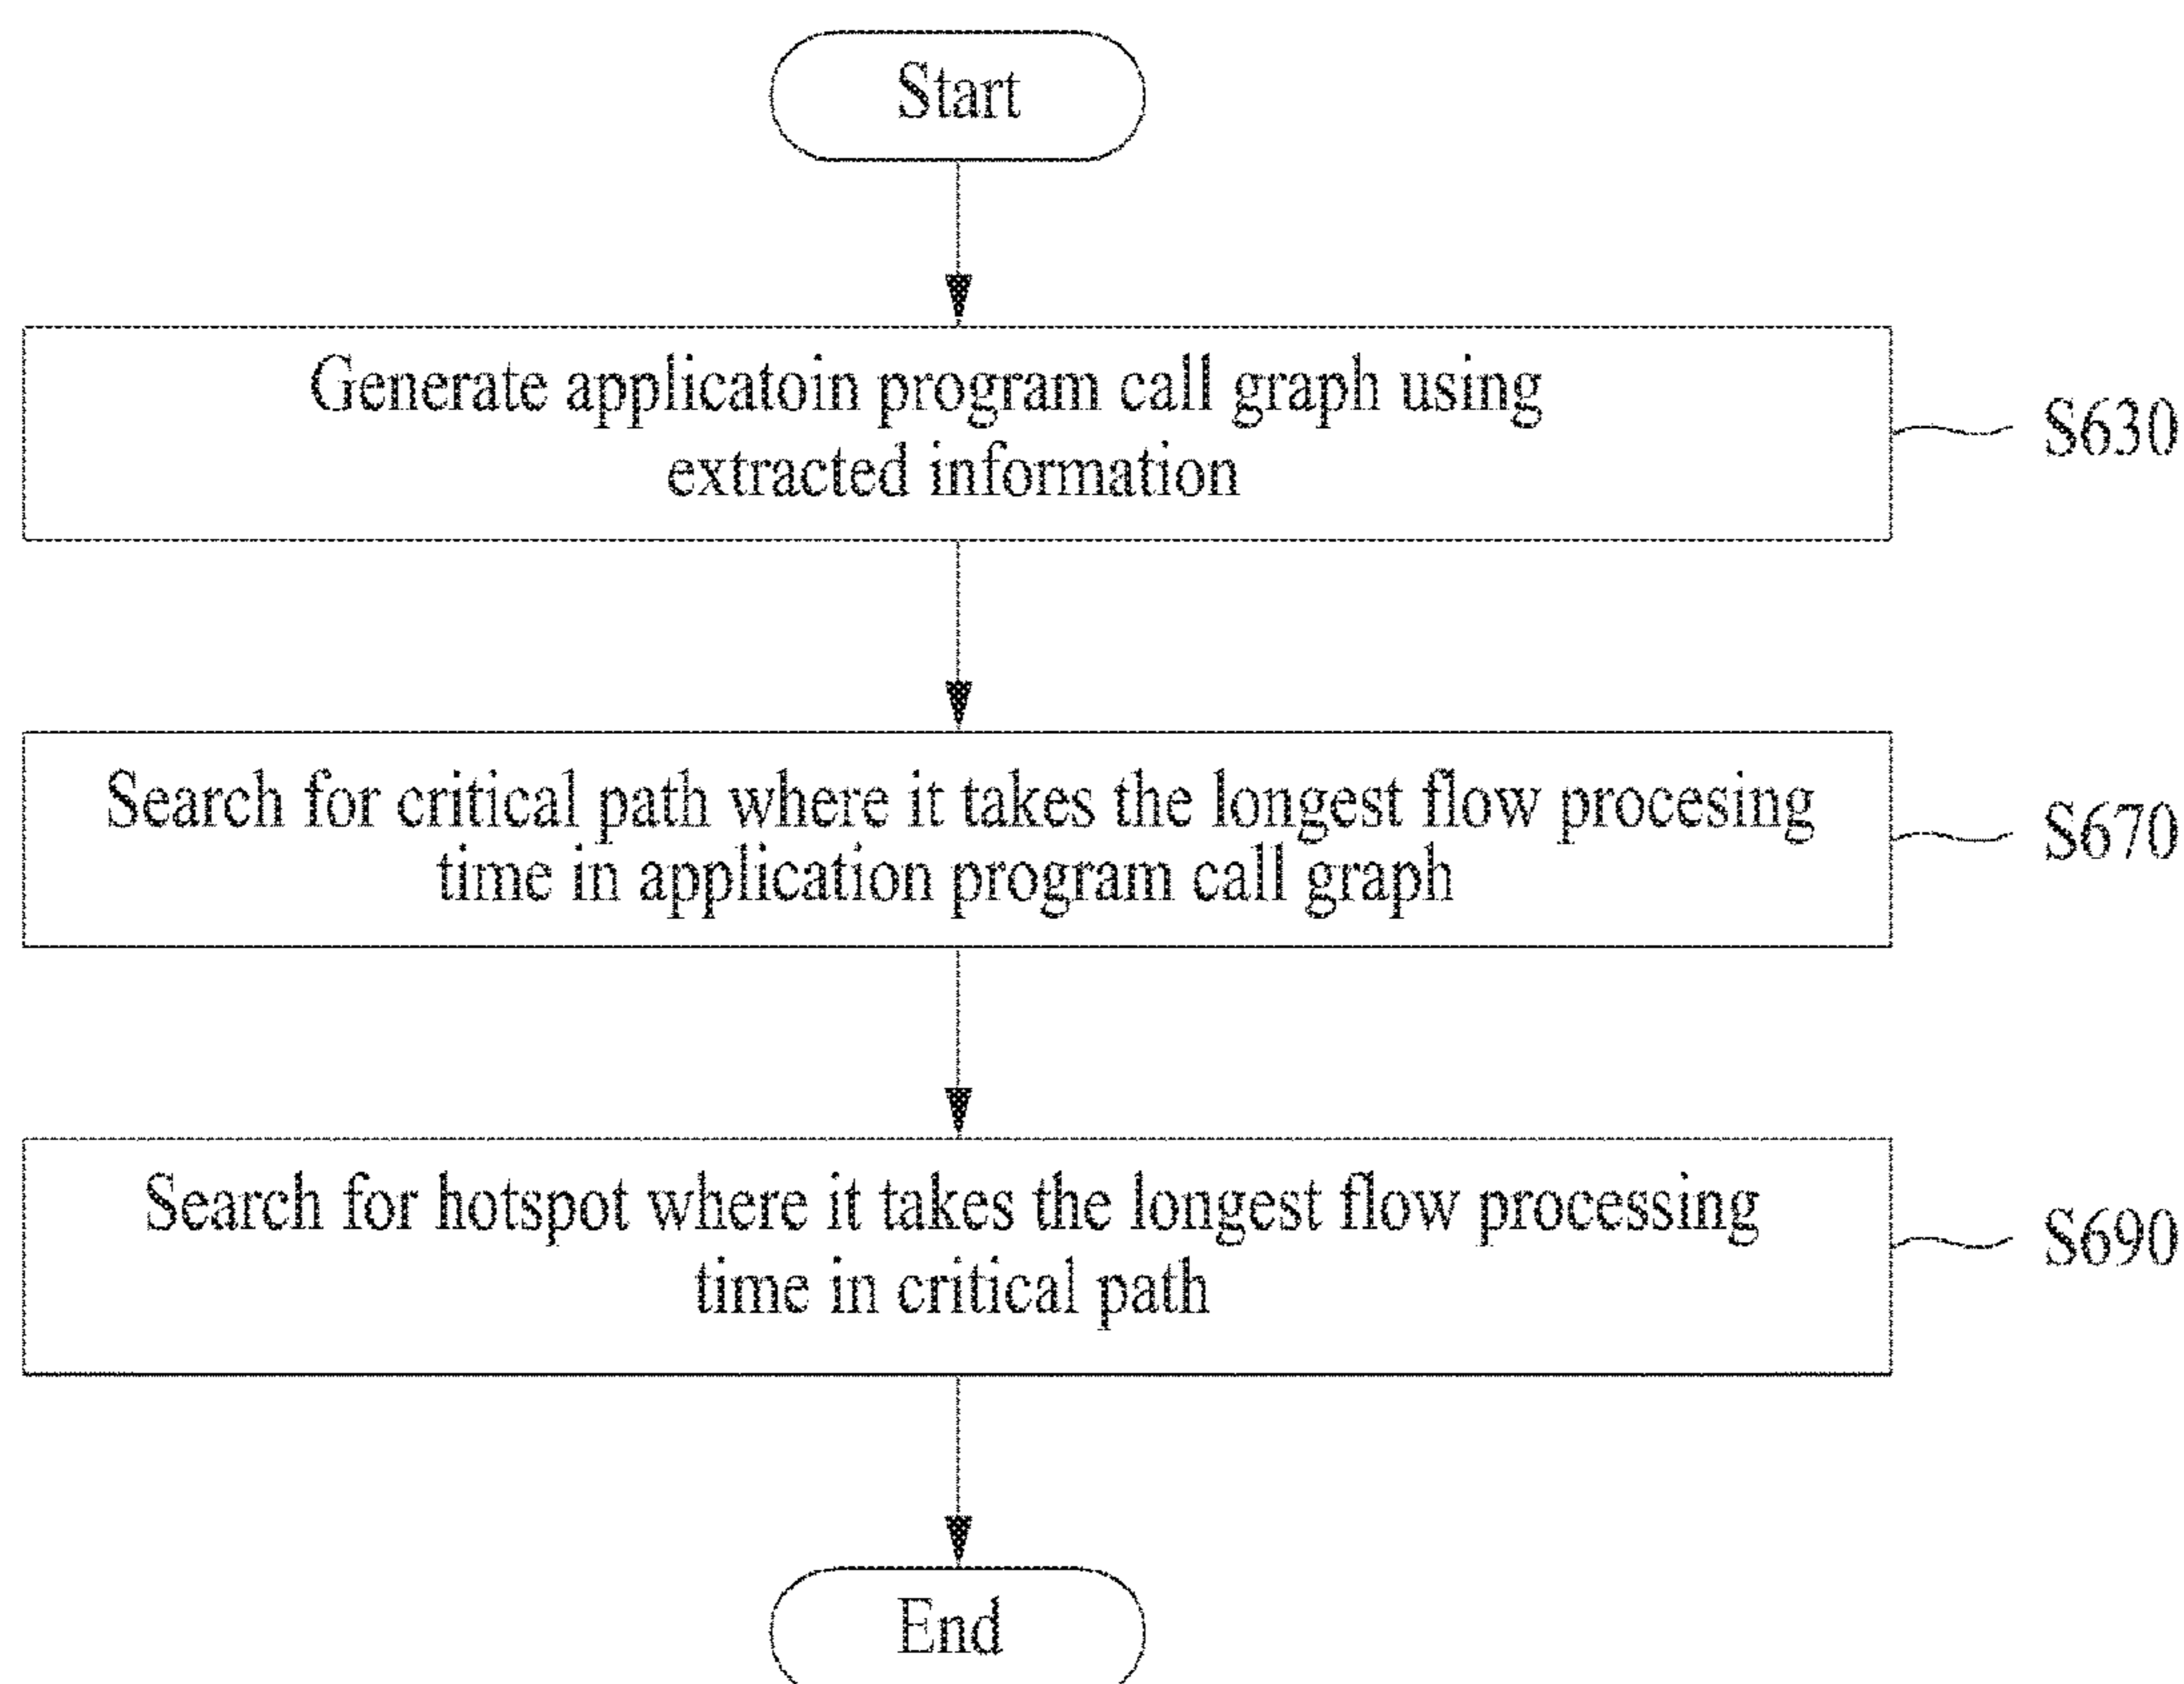 Start
Generate applicatoin program call graph using
extracted information
S630
Search for critical path where it takes the longest flow procesing
time in application program call graph
S670
Search for hotspot where it takes the longest flow processing
time in critical path
S690
End